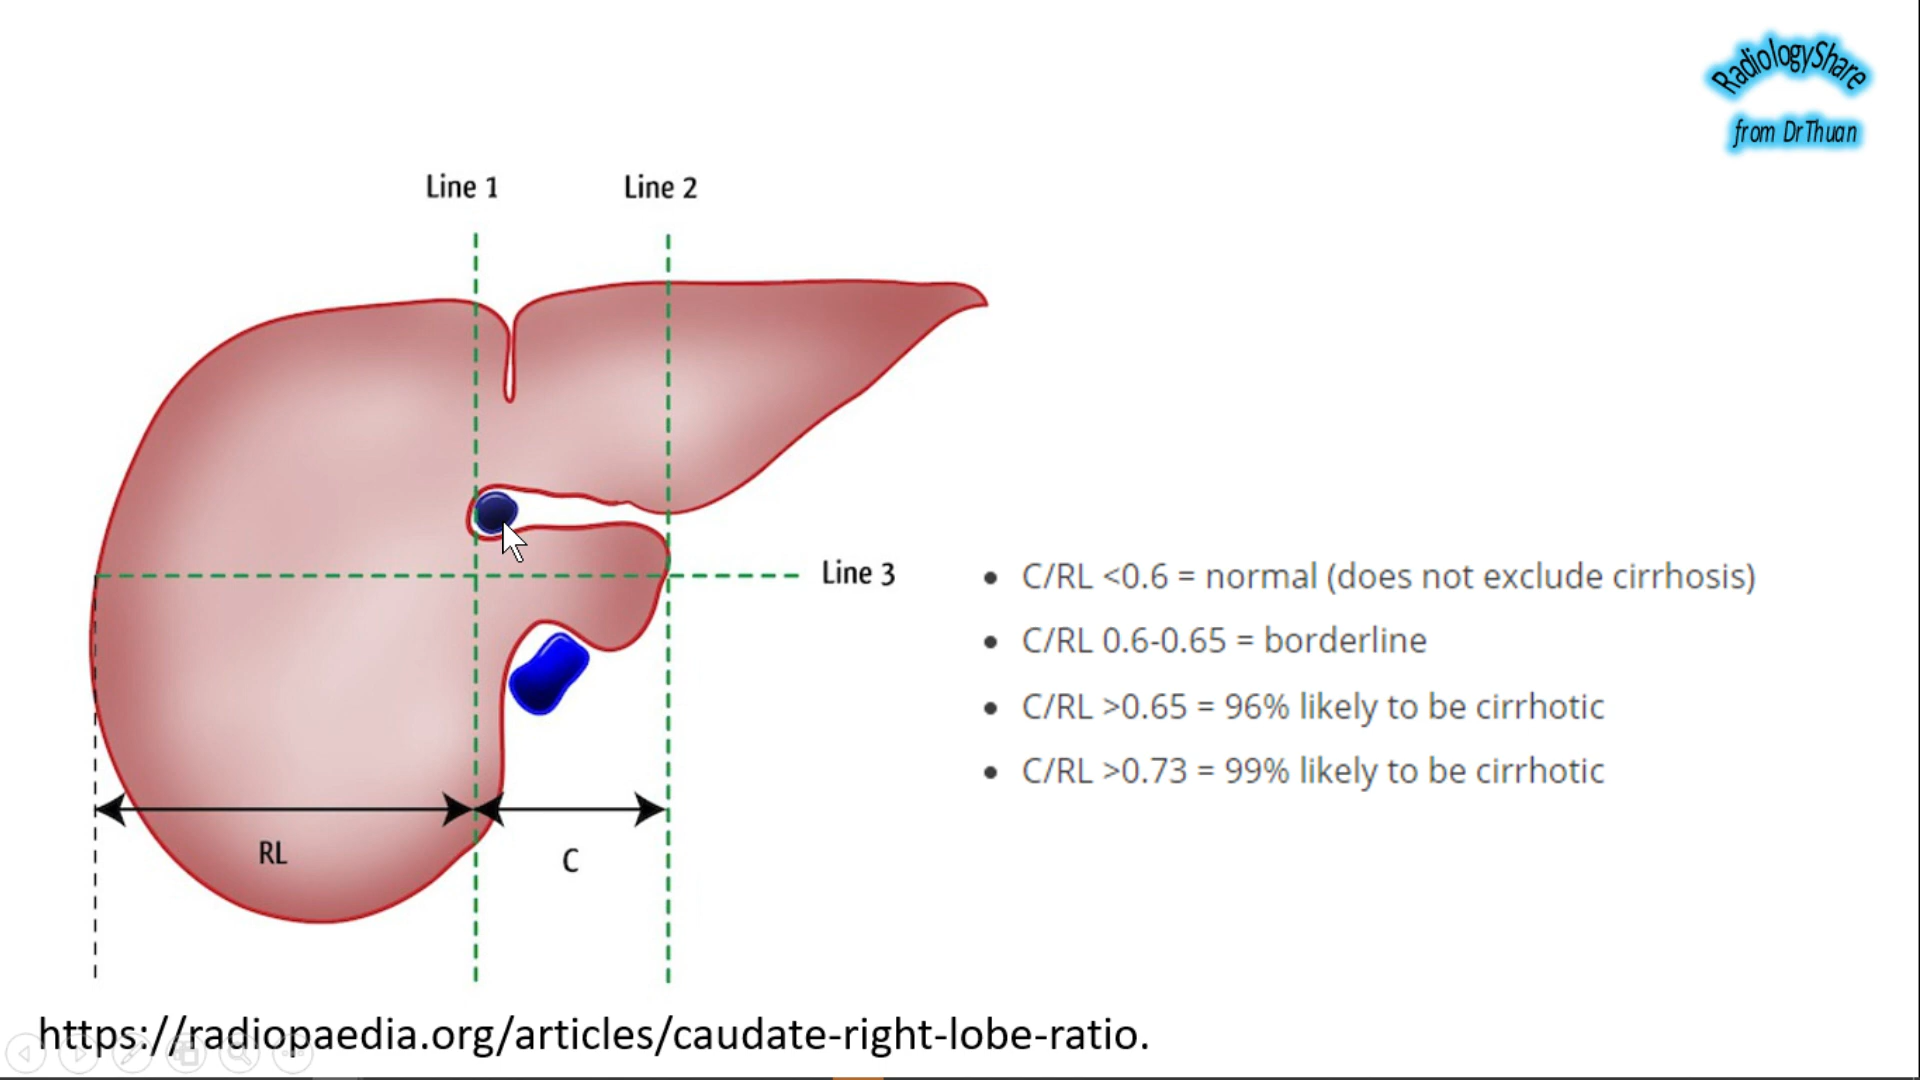 RadiologyShare
from DrThuan
Line 1
Line 2
Line 3
• C/RL <0.6 = normal (does not exclude cirrhosis)
• C/RL 0.6-0.65 = borderline
• C/RL >0.65 = 96% likely to be cirrhotic
• C/RL >0.73 = 99% likely to be cirrhotic
RL
C
https://radiopaedia.org/articles/caudate-right-lobe-ratio.